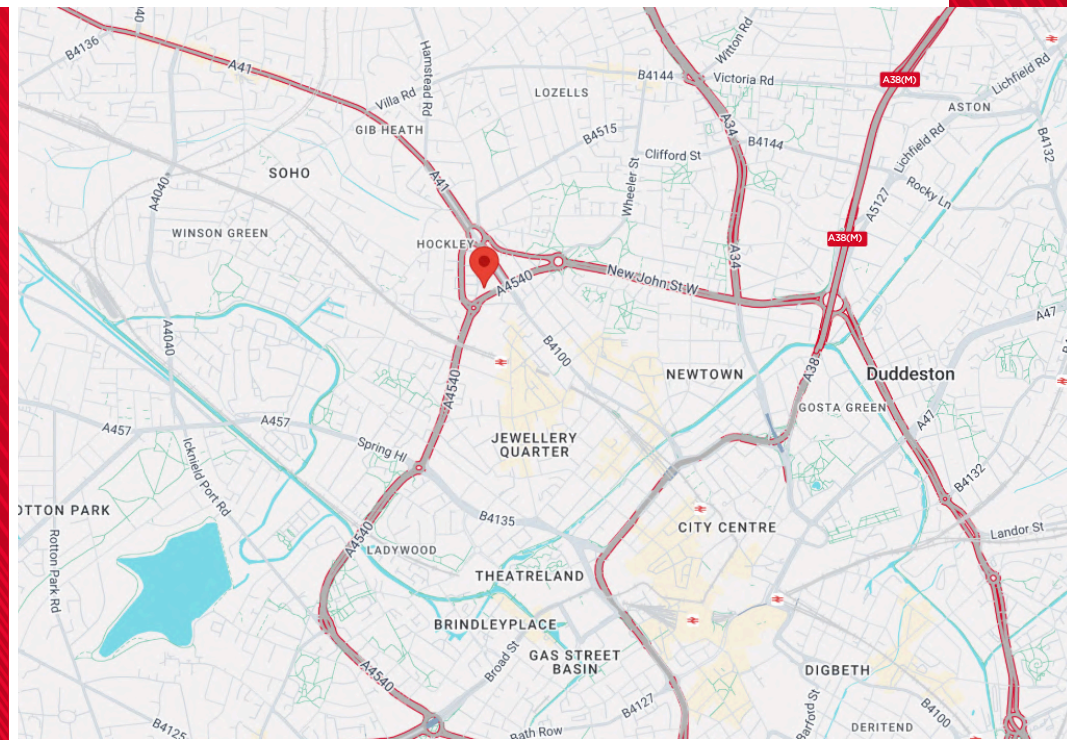 40
B4136
A41
Hamstead Rd
Witton Rd
B4144
Victoria Rd
A38(M)
Lichfield Rd
LOZELLS
Villa Rd
GIB HEATH
ASTON
A34
B4515
B4144
Lichfield Rd
B4132
Clifford St
SOHO
A41
Wheeler St
A4040
A5127
Rocky Ln
WINSON GREEN
HOCKLEY
A38(M)
A34
A4540
New John St W
A47
A4040
B4100
A38
NEWTOWN
Duddeston
A4540
GOSTA GREEN
A457
A457
Spring Hl
JEWELLERY
QUARTER
A47
Icknield Port Rd
B4132
OTTON PARK
B4135
CITY CENTRE
Landor St
Rotton Park Rd
A4540
LADYWOOD
THEATRELAND
BRINDLEYPLACE
Broad St
GAS STREET
BASIN
DIGBETH
A4540
B4127
Barford St
B4100
B4125
Bath Row
DERITEND